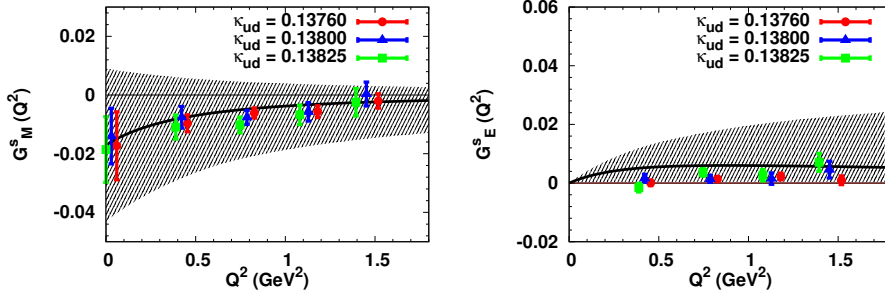 0.02
0
-0.02
-0.04
0
0.5
1
1.5
Q² (GeV²)
GˢM (Q²)
κud = 0.13760
κud = 0.13800
κud = 0.13825
0.06
0.04
0.02
0
-0.02
0
0.5
1
1.5
Q² (GeV²)
GˢE (Q²)
κud = 0.13760
κud = 0.13800
κud = 0.13825